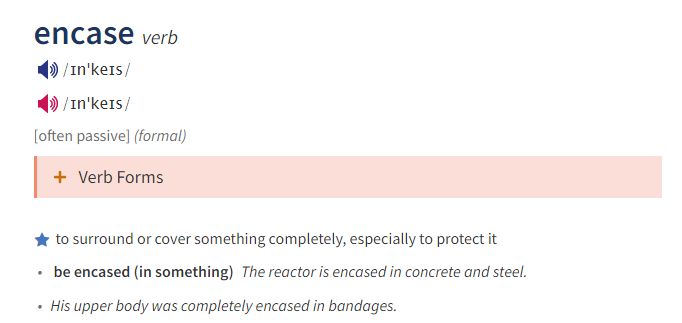 encase verb
/ɪnˈkeɪs/
/ɪnˈkeɪs/
[often passive] (formal)
+ Verb Forms
to surround or cover something completely, especially to protect it
• be encased (in something) The reactor is encased in concrete and steel.
• His upper body was completely encased in bandages.